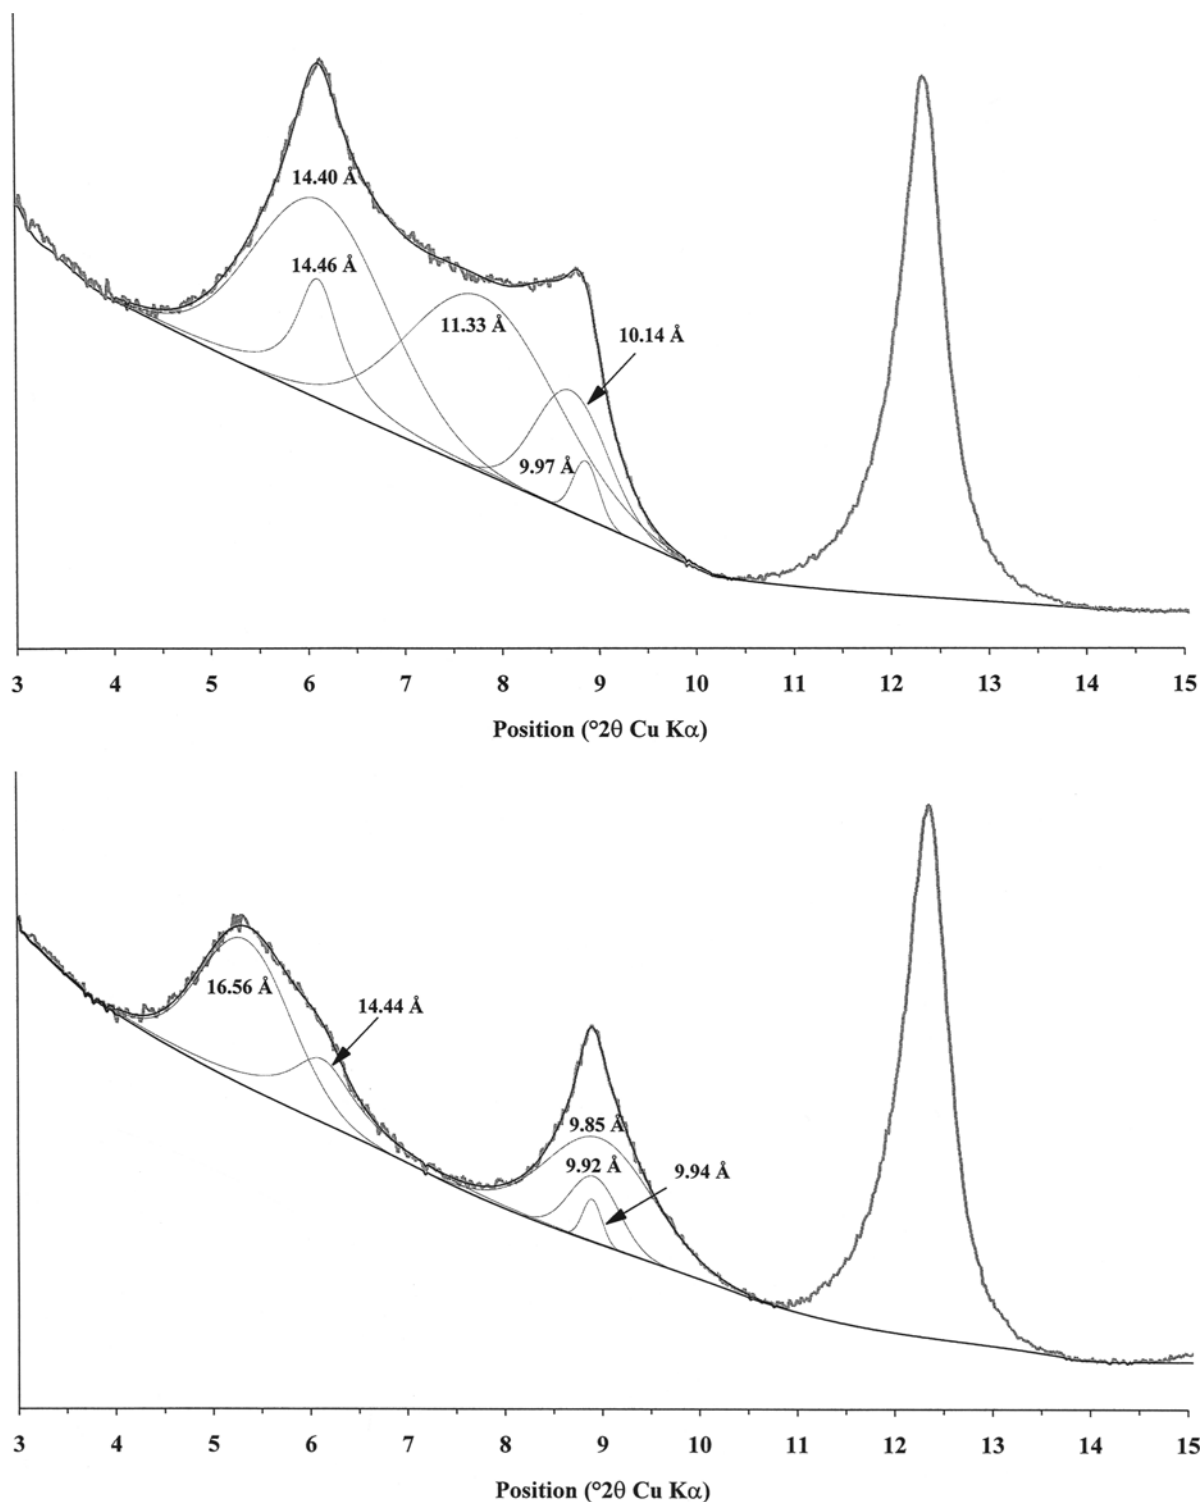 14.40 Å
14.46 Å
11.33 Å
10.14 Å
9.97 Å
3 4 5 6 7 8 9 10 11 12 13 14 15
Position (°2θ Cu Kα)
16.56 Å
14.44 Å
9.85 Å
9.92 Å
9.94 Å
3 4 5 6 7 8 9 10 11 12 13 14 15
Position (°2θ Cu Kα)